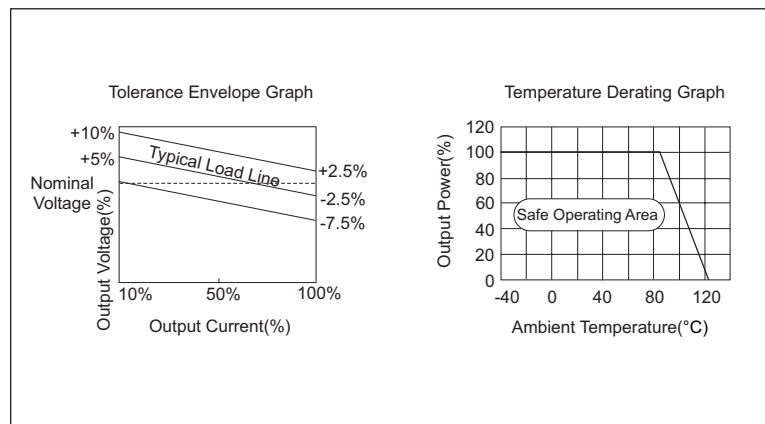 Tolerance Envelope Graph
+10%
+5%
Nominal
Voltage
Typical Load Line
+2.5%
-2.5%
-7.5%
Output Voltage(%)
10%
50%
100%
Output Current(%)
Temperature Derating Graph
Output Power(%)
120
100
80
60
40
20
0
Safe Operating Area
-40
0
40
80
120
Ambient Temperature(°C)